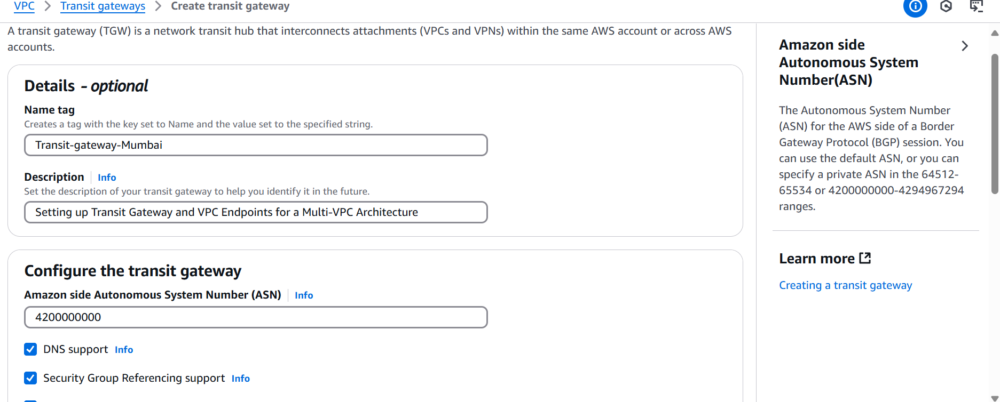 VPC > Transit gateways > Create transit gateway
A transit gateway (TGW) is a network transit hub that interconnects attachments (VPCs and VPNs) within the same AWS account or across AWS
accounts.
Details - optional
Name tag
Creates a tag with the key set to Name and the value set to the specified string.
Transit-gateway-Mumbai
Description Info
Set the description of your transit gateway to help you identify it in the future.
Setting up Transit Gateway and VPC Endpoints for a Multi-VPC Architecture
Configure the transit gateway
Amazon side Autonomous System Number (ASN) Info
4200000000
DNS support Info
Security Group Referencing support Info
Amazon side
Autonomous System
Number(ASN)
The Autonomous System Number
(ASN) for the AWS side of a Border
Gateway Protocol (BGP) session. You
can use the default ASN, or you can
specify a private ASN in the 64512-
65534 or 4200000000-4294967294
ranges.
Learn more
Creating a transit gateway